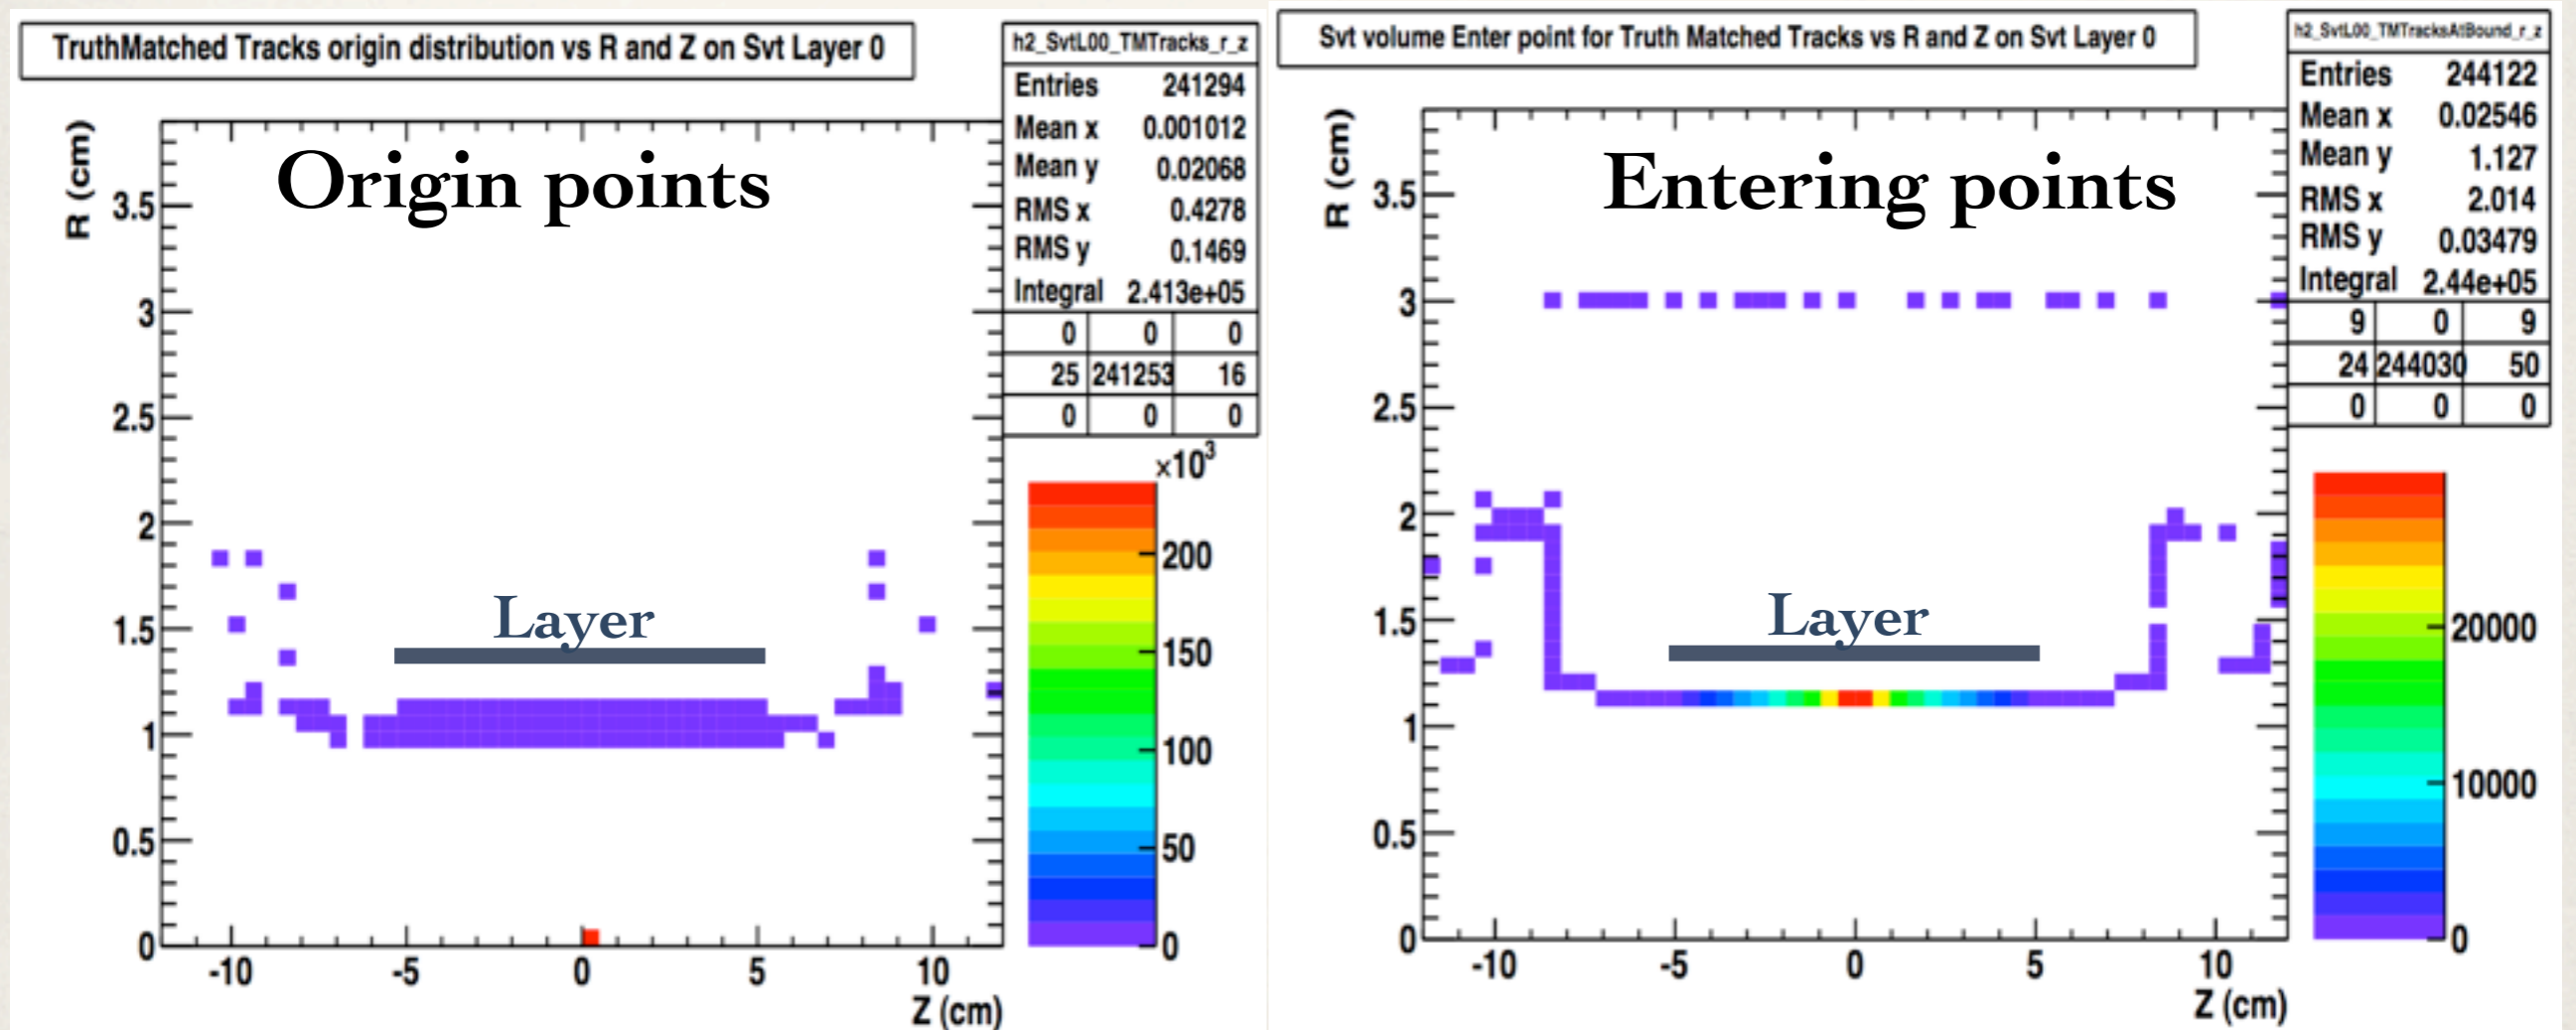 TruthMatched Tracks origin distribution vs R and Z on Svt Layer 0
h2_SvtL00_TMTracks_r_z
Entries 241294
Mean x 0.001012
Mean y 0.02068
RMS x 0.4278
RMS y 0.1469
Integral 2.413e+05
0 0 0
25 241253 16
0 0 0
×10³
200
150
100
50
0
R (cm)
Origin points
3.5
3
2.5
2
1.5
1
0.5
0
Layer
-10 -5 0 5 10
Z (cm)
Svt volume Enter point for Truth Matched Tracks vs R and Z on Svt Layer 0
h2_SvtL00_TMTracksAtBound_r_z
Entries 244122
Mean x 0.02546
Mean y 1.127
RMS x 2.014
RMS y 0.03479
Integral 2.44e+05
9 0 9
24 244030 50
0 0 0
20000
10000
0
R (cm)
Entering points
3.5
3
2.5
2
1.5
1
0.5
0
Layer
-10 -5 0 5 10
Z (cm)